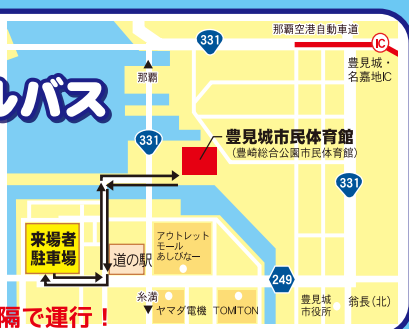 331
那覇空港自動車道
IC
豊見城・
名嘉地IC
那覇
ルバス
331
豊見城市民体育館
(豊崎総合公園市民体育館)
331
来場者
駐車場
道の駅
アウトレット
モール
あしびなー
249
糸満
ヤマダ電機
TOMITON
豊見城
市役所
翁長(北)
隔で運行!